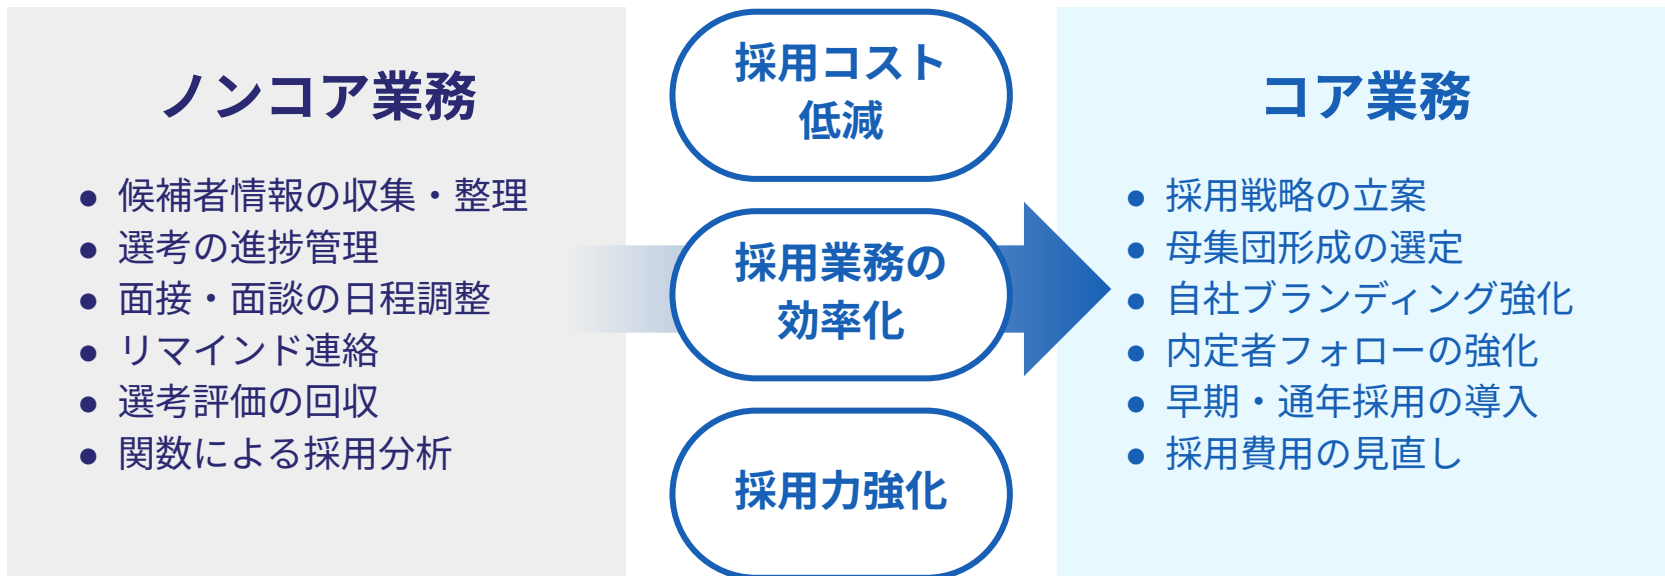 ノンコア業務
● 候補者情報の収集・整理
● 選考の進捗管理
● 面接・面談の日程調整
● リマインド連絡
● 選考評価の回収
● 関数による採用分析
採用コスト
低減
採用業務の
効率化
採用力強化
コア業務
● 採用戦略の立案
● 母集団形成の選定
● 自社ブランディング強化
● 内定者フォローの強化
● 早期・通年採用の導入
● 採用費用の見直し